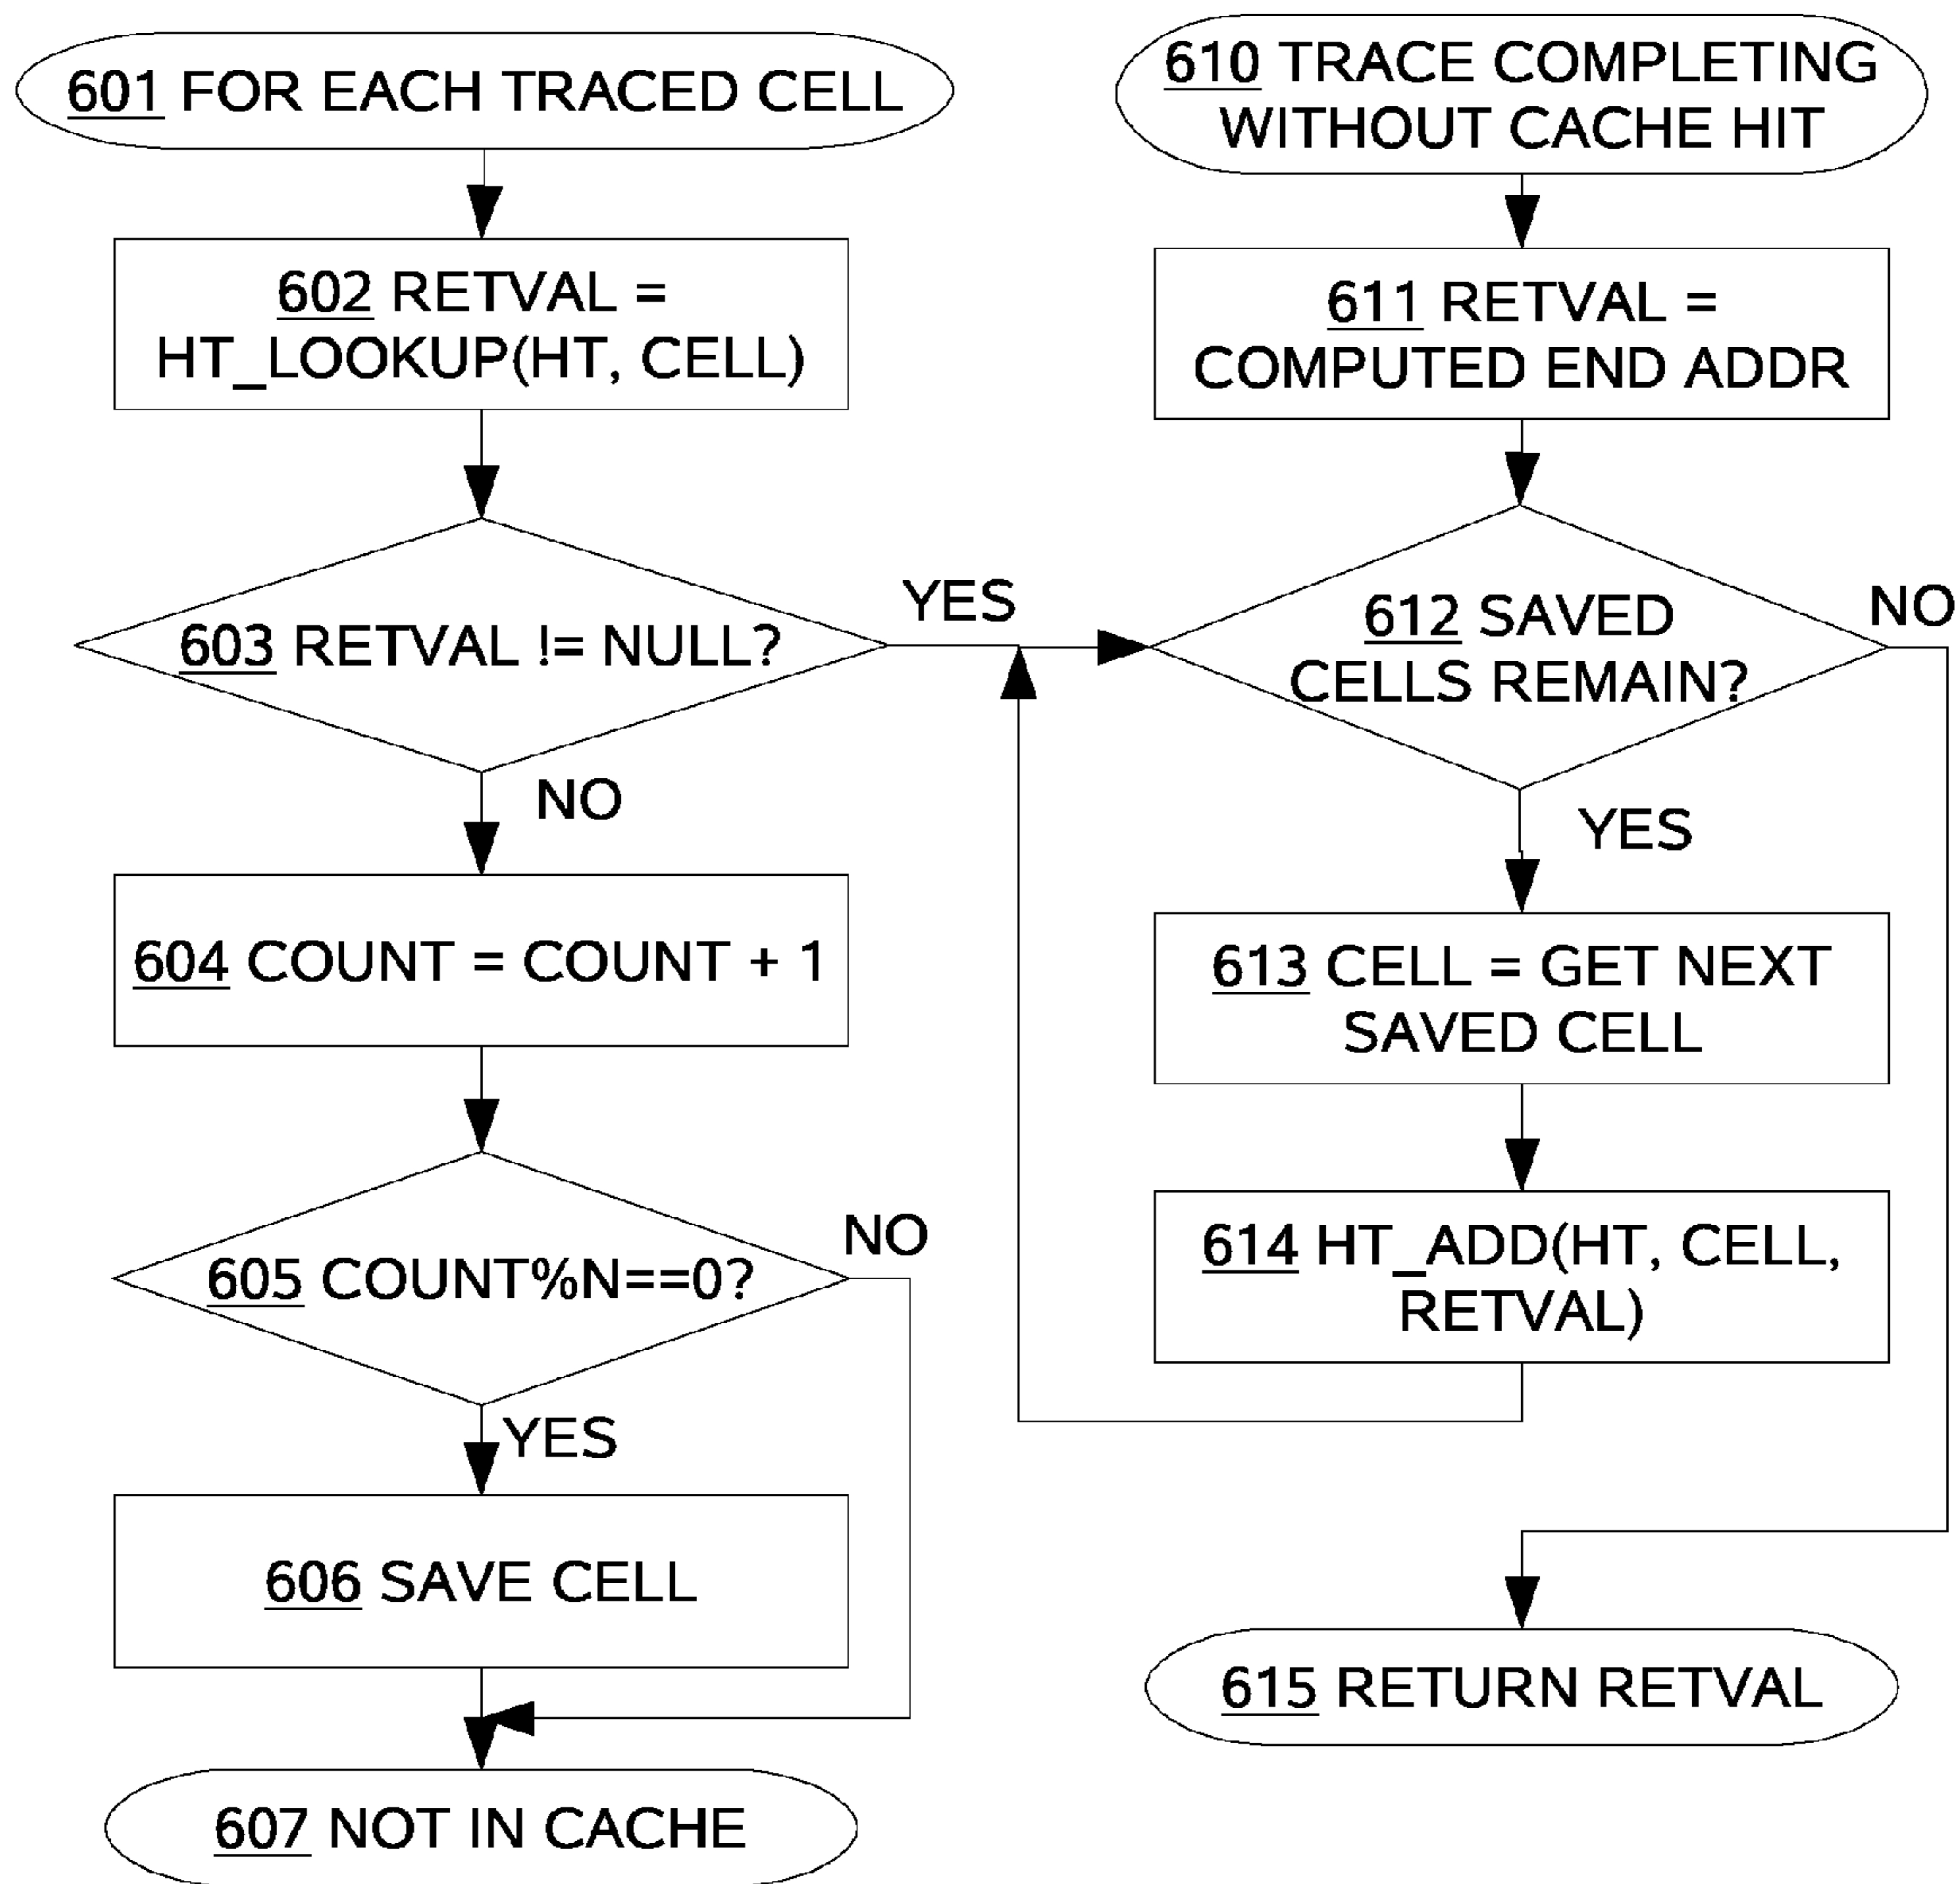 601 FOR EACH TRACED CELL
602 RETVAL =
HT_LOOKUP(HT, CELL)
603 RETVAL != NULL?
YES
NO
604 COUNT = COUNT + 1
605 COUNT%N==0?
NO
YES
606 SAVE CELL
607 NOT IN CACHE
610 TRACE COMPLETING
WITHOUT CACHE HIT
611 RETVAL =
COMPUTED END ADDR
612 SAVED
CELLS REMAIN?
NO
YES
613 CELL = GET NEXT
SAVED CELL
614 HT_ADD(HT, CELL,
RETVAL)
615 RETURN RETVAL